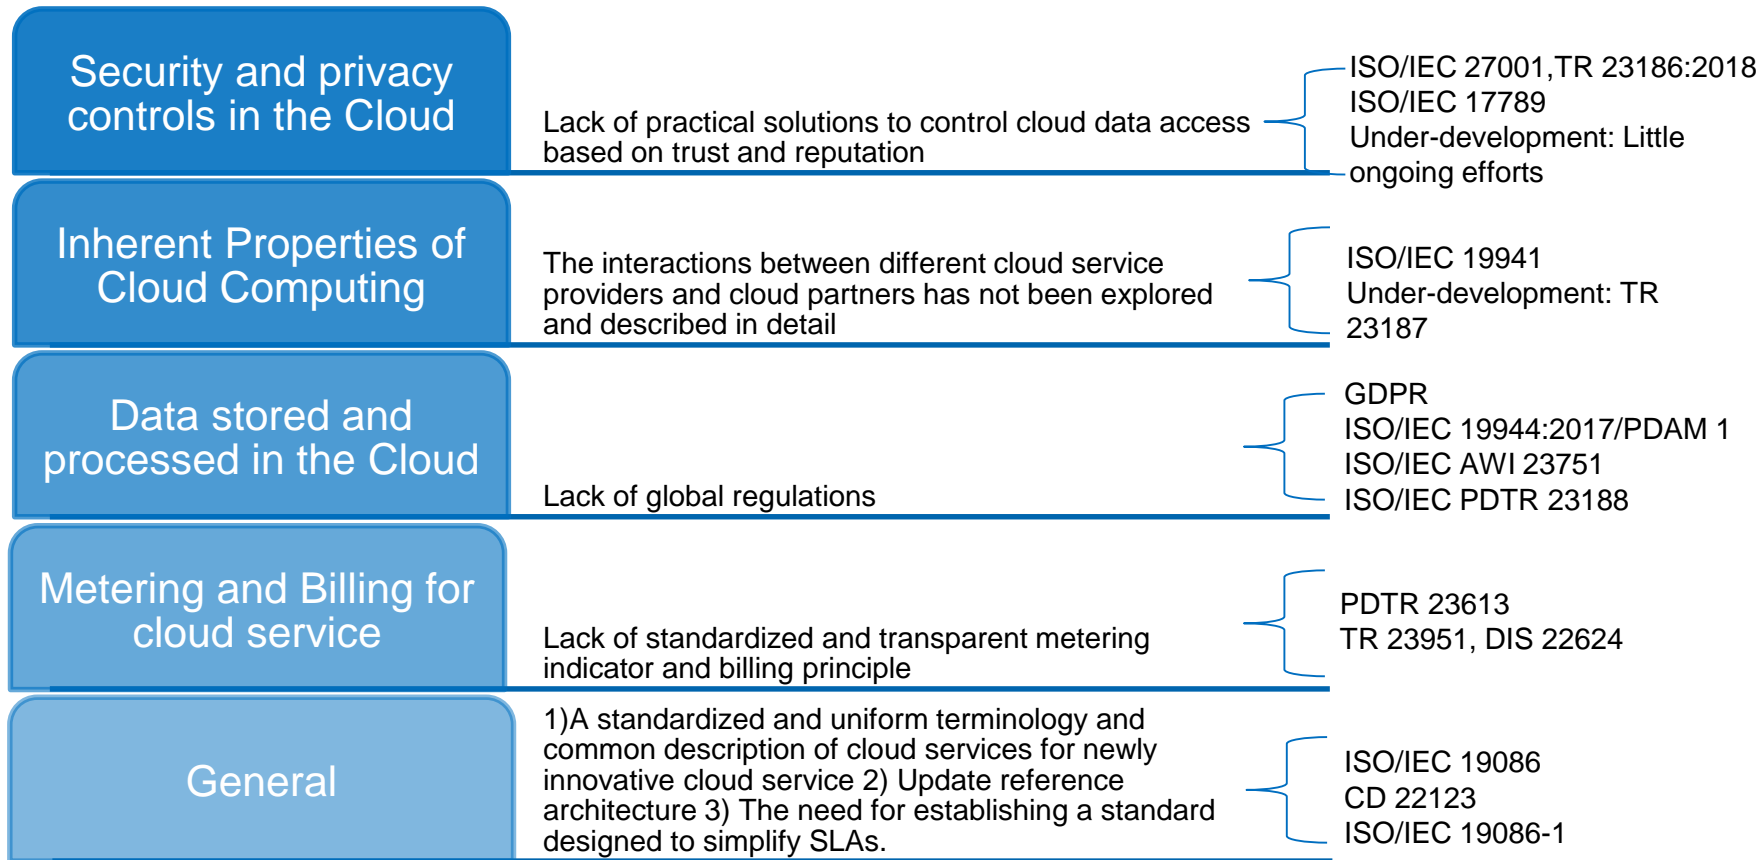 Security and privacy
controls in the Cloud
Lack of practical solutions to control cloud data access
based on trust and reputation
ISO/IEC 27001,TR 23186:2018
ISO/IEC 17789
Under-development: Little
ongoing efforts
Inherent Properties of
Cloud Computing
The interactions between different cloud service
providers and cloud partners has not been explored
and described in detail
ISO/IEC 19941
Under-development: TR
23187
Data stored and
processed in the Cloud
Lack of global regulations
GDPR
ISO/IEC 19944:2017/PDAM 1
ISO/IEC AWI 23751
ISO/IEC PDTR 23188
Metering and Billing for
cloud service
Lack of standardized and transparent metering
indicator and billing principle
PDTR 23613
TR 23951, DIS 22624
General
1)A standardized and uniform terminology and
common description of cloud services for newly
innovative cloud service 2) Update reference
architecture 3) The need for establishing a standard
designed to simplify SLAs.
ISO/IEC 19086
CD 22123
ISO/IEC 19086-1